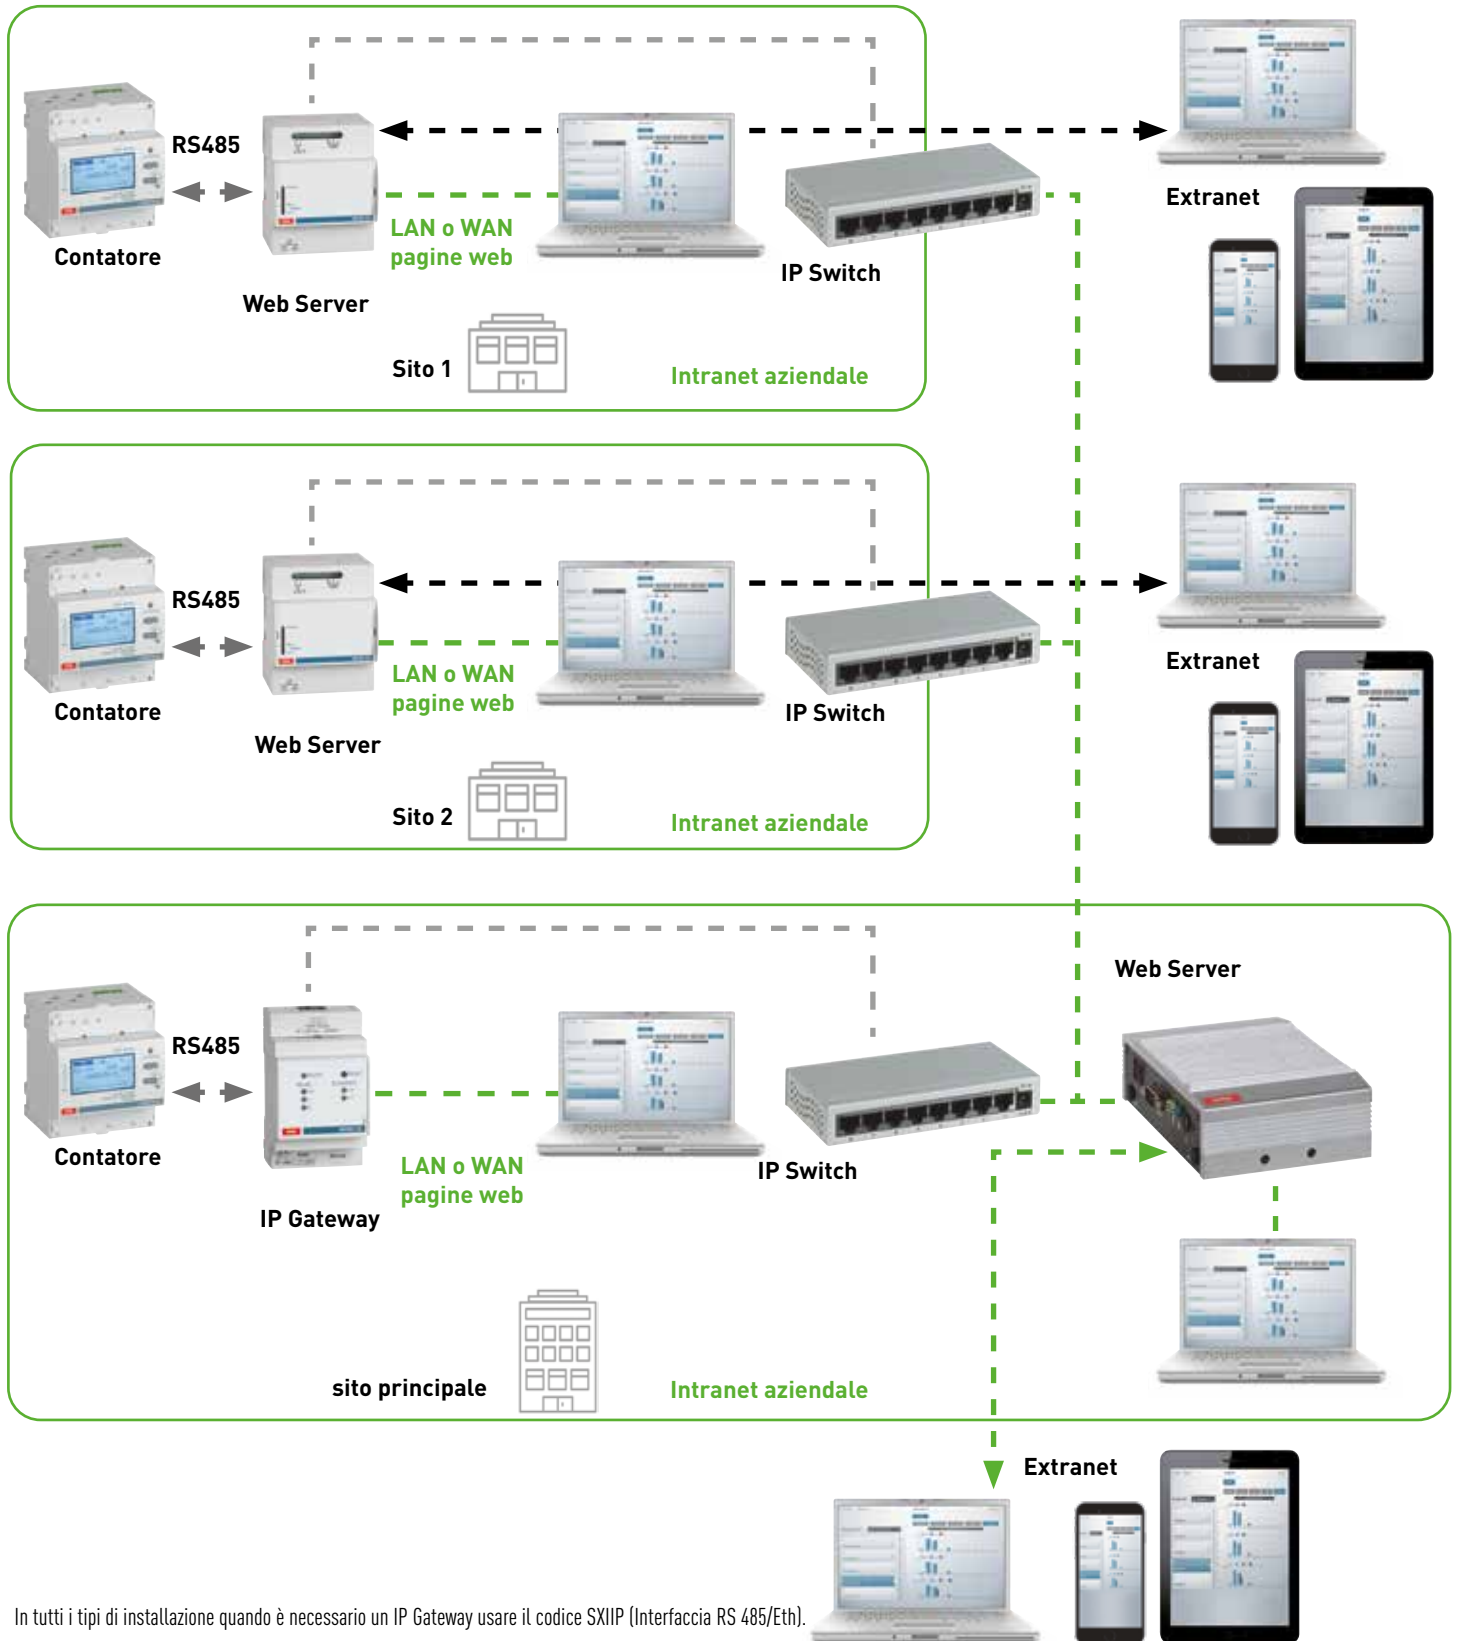 RS485
Contatore
Web Server
LAN o WAN
pagine web
IP Switch
Extranet
Sito 1
Intranet aziendale
RS485
Contatore
Web Server
LAN o WAN
pagine web
IP Switch
Extranet
Sito 2
Intranet aziendale
Web Server
RS485
Contatore
IP Gateway
LAN o WAN
pagine web
IP Switch
sito principale
Intranet aziendale
Extranet
In tutti i tipi di installazione quando è necessario un IP Gateway usare il codice SXIIP (Interfaccia RS 485/Eth).